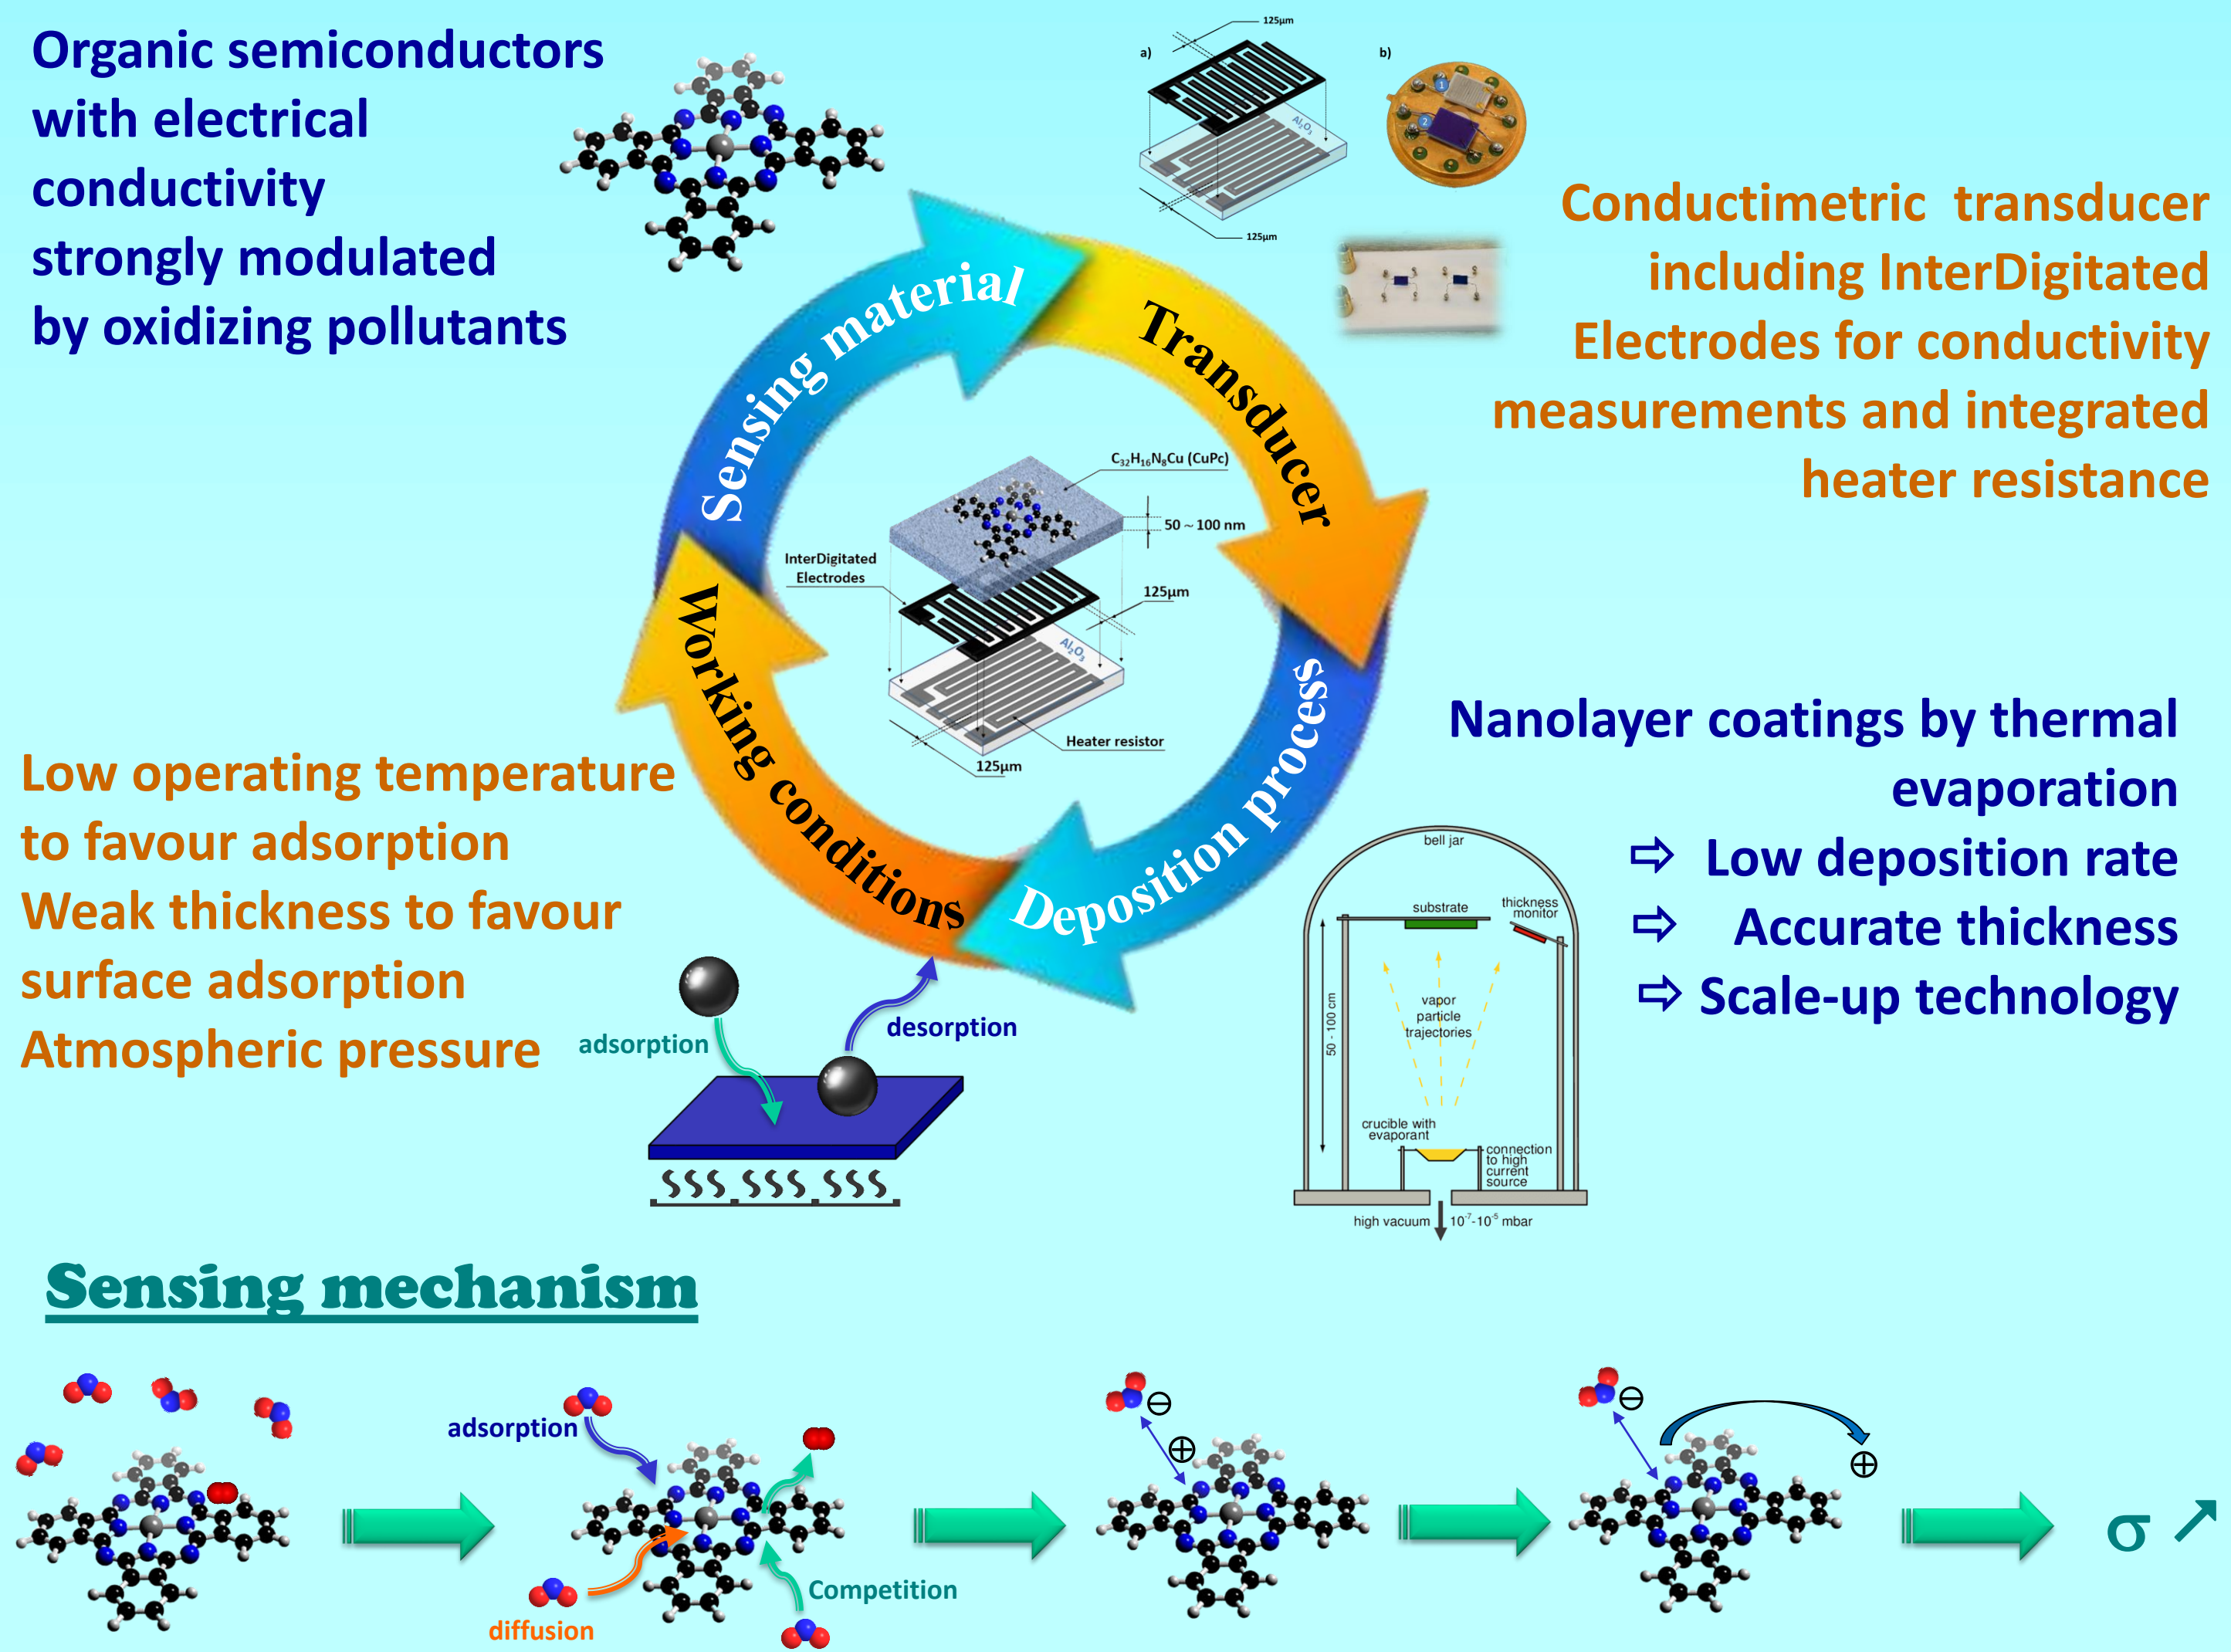 Organic semiconductors
with electrical
conductivity
strongly modulated
by oxidizing pollutants
a)
125µm
Al₂O₃
125µm
b)
1
2
Conductimetric  transducer
including InterDigitated
Electrodes for conductivity
measurements and integrated
heater resistance
Sensing material
Transducer
Deposition process
Working conditions
C₃₂H₁₆N₈Cu (CuPc)
50 ~ 100 nm
InterDigitated
Electrodes
125µm
Al₂O₃
Heater resistor
125µm
Low operating temperature
to favour adsorption
Weak thickness to favour
surface adsorption
Atmospheric pressure
adsorption
desorption
Nanolayer coatings by thermal
evaporation
⇨ Low deposition rate
⇨ Accurate thickness
⇨ Scale-up technology
bell jar
substrate
thickness
monitor
50 - 100 cm
vapor
particle
trajectories
crucible with
evaporant
connection
to high
current
source
high vacuum
10⁻⁷-10⁻⁵ mbar
Sensing mechanism
adsorption
diffusion
Competition
⊖
⊕
⊖
⊕
σ ↗